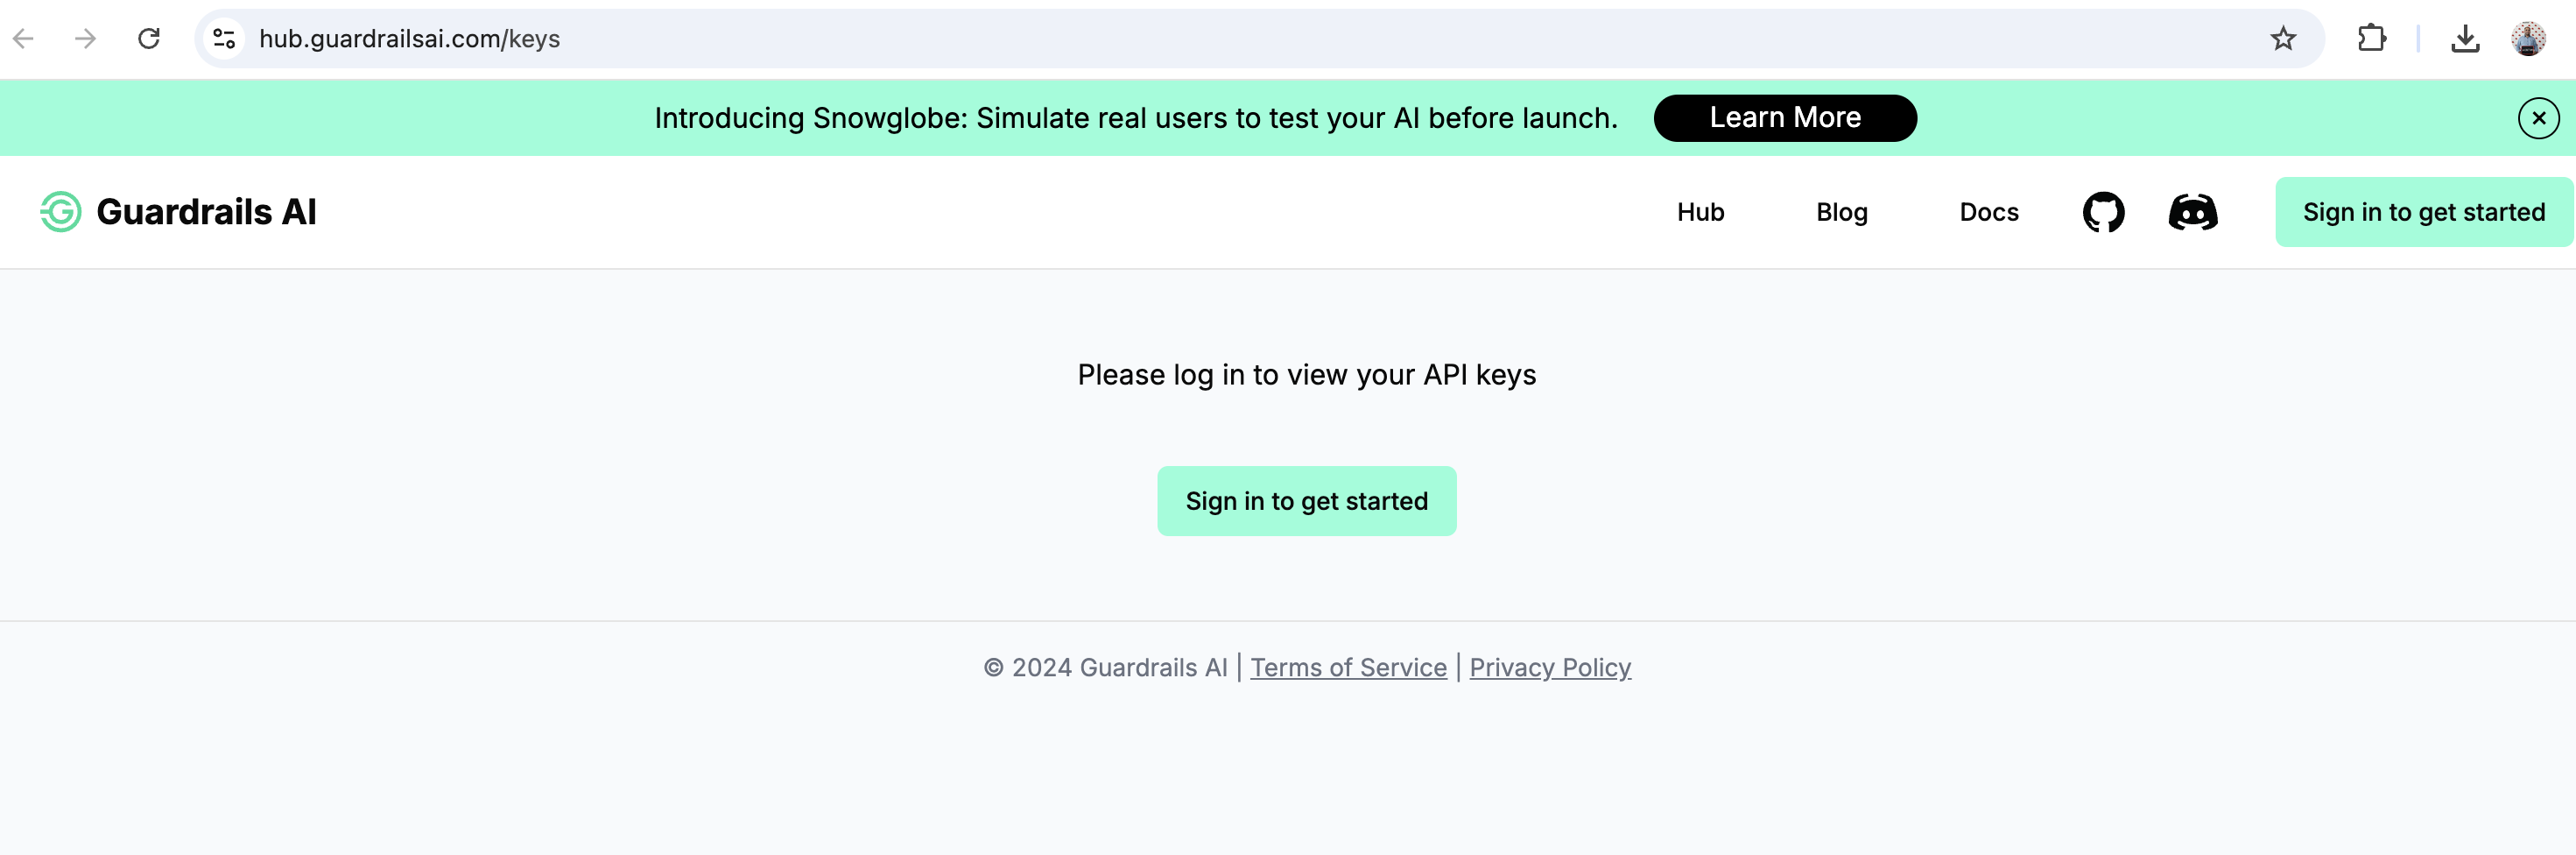 hub.guardrailsai.com/keys
Introducing Snowglobe: Simulate real users to test your AI before launch.
Learn More
Guardrails AI
Hub
Blog
Docs
Sign in to get started
Please log in to view your API keys
Sign in to get started
© 2024 Guardrails AI | Terms of Service | Privacy Policy